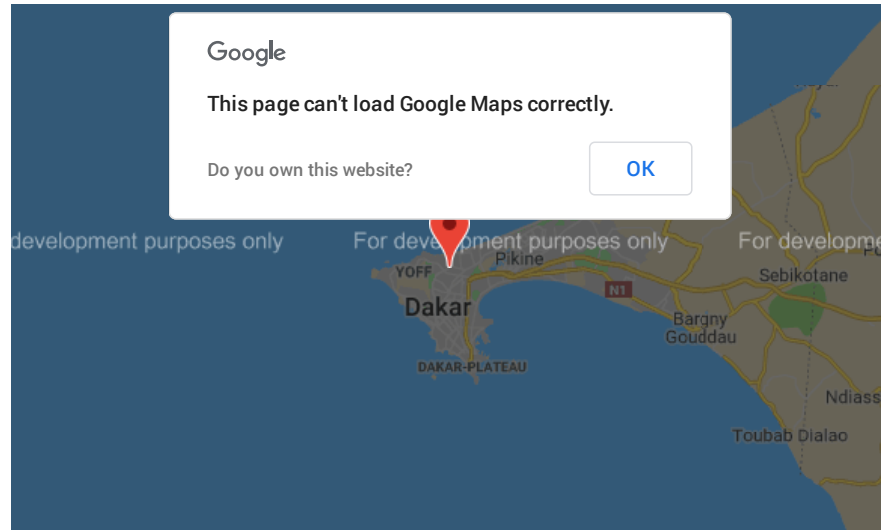 Google
This page can't load Google Maps correctly.
Do you own this website?
OK
development purposes only
For development purposes only
For developme
Pikine
YOFF
Sebikotane
N1
Dakar
Bargny
Gouddau
DAKAR-PLATEAU
Ndiass
Toubab Dialao